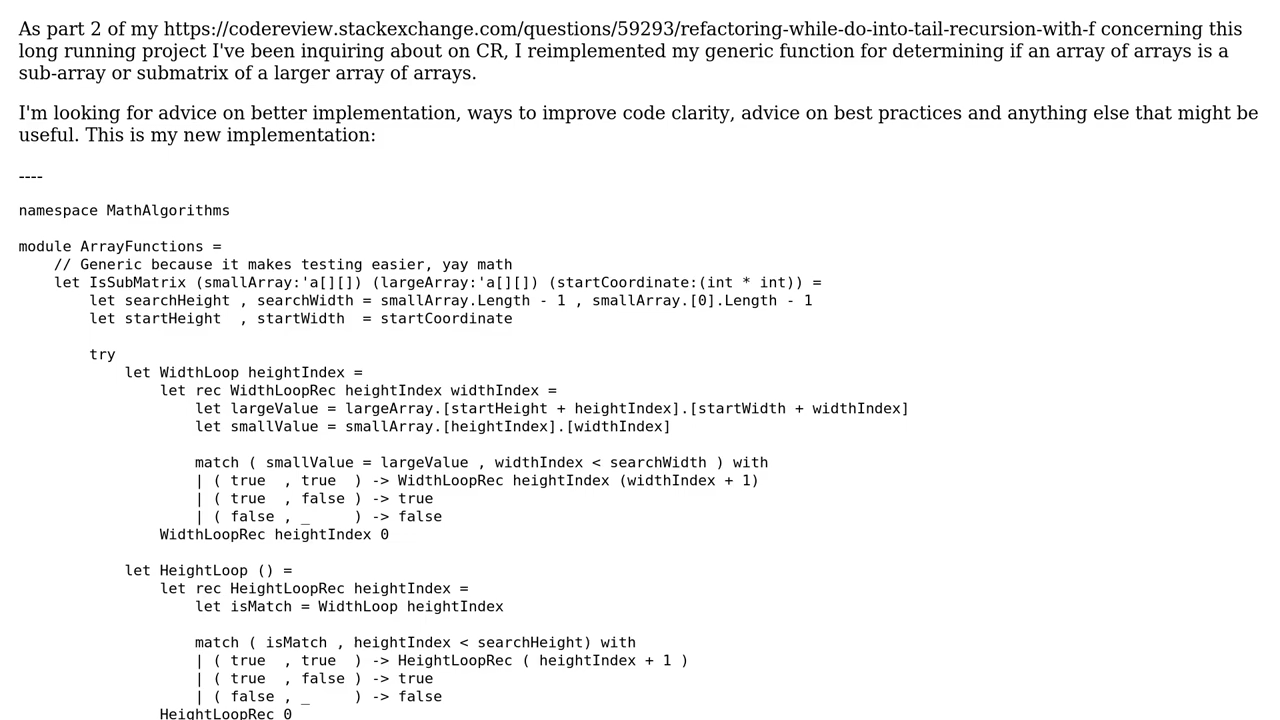 As part 2 of my https://codereview.stackexchange.com/questions/59293/refactoring-while-do-into-tail-recursion-with-f concerning this
long running project I've been inquiring about on CR, I reimplemented my generic function for determining if an array of arrays is a
sub-array or submatrix of a larger array of arrays.
I'm looking for advice on better implementation, ways to improve code clarity, advice on best practices and anything else that might be
useful. This is my new implementation:
----
namespace MathAlgorithms
module ArrayFunctions =
    // Generic because it makes testing easier, yay math
    let IsSubMatrix (smallArray:'a[][]) (largeArray:'a[][]) (startCoordinate:(int * int)) =
        let searchHeight , searchWidth = smallArray.Length - 1 , smallArray.[0].Length - 1
        let startHeight  , startWidth  = startCoordinate
        try
            let WidthLoop heightIndex =
                let rec WidthLoopRec heightIndex widthIndex =
                    let largeValue = largeArray.[startHeight + heightIndex].[startWidth + widthIndex]
                    let smallValue = smallArray.[heightIndex].[widthIndex]
                    match ( smallValue = largeValue , widthIndex < searchWidth ) with
                    | ( true  , true  ) -> WidthLoopRec heightIndex (widthIndex + 1)
                    | ( true  , false ) -> true
                    | ( false , _     ) -> false
                WidthLoopRec heightIndex 0
            let HeightLoop () =
                let rec HeightLoopRec heightIndex =
                    let isMatch = WidthLoop heightIndex
                    match ( isMatch , heightIndex < searchHeight) with
                    | ( true  , true  ) -> HeightLoopRec ( heightIndex + 1 )
                    | ( true  , false ) -> true
                    | ( false , _     ) -> false
                HeightLoopRec 0